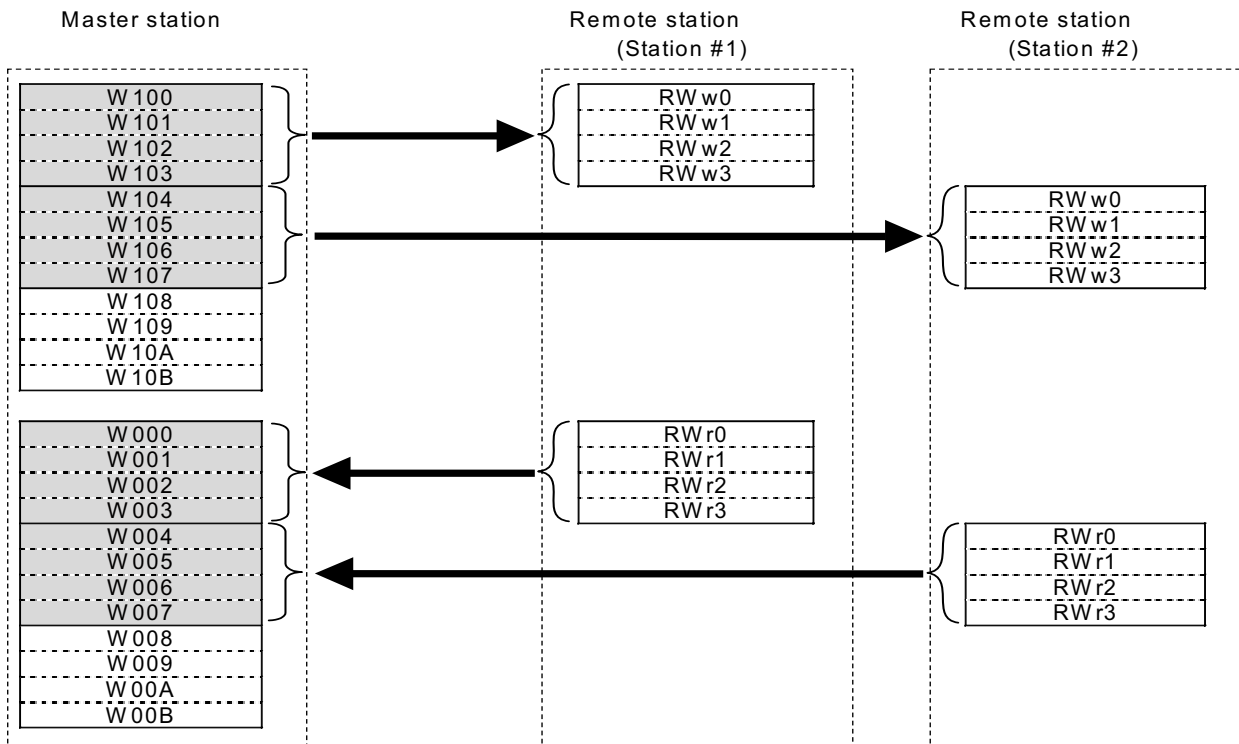 Master station
Remote station
(Station #1)
Remote station
(Station #2)
W100
W101
W102
W103
W104
W105
W106
W107
W108
W109
W10A
W10B
RWw0
RWw1
RWw2
RWw3
RWw0
RWw1
RWw2
RWw3
W000
W001
W002
W003
W004
W005
W006
W007
W008
W009
W00A
W00B
RWr0
RWr1
RWr2
RWr3
RWr0
RWr1
RWr2
RWr3